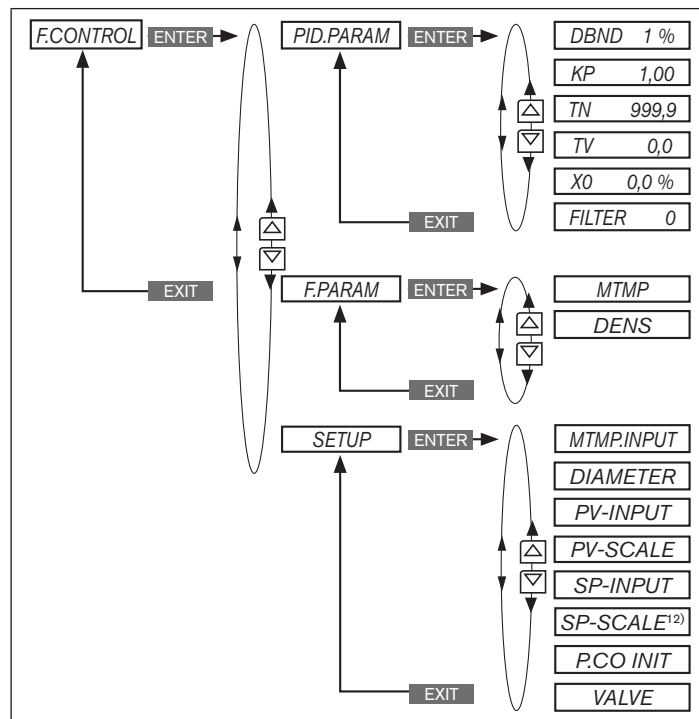 F.CONTROL ENTER
EXIT
PID.PARAM ENTER
EXIT
DBND 1 %
KP 1,00
TN 999,9
TV 0,0
X0 0,0 %
FILTER 0
F.PARAM ENTER
EXIT
MTMP
DENS
SETUP ENTER
EXIT
MTMP.INPUT
DIAMETER
PV-INPUT
PV-SCALE
SP-INPUT
SP-SCALE¹²⁾
P.CO INIT
VALVE